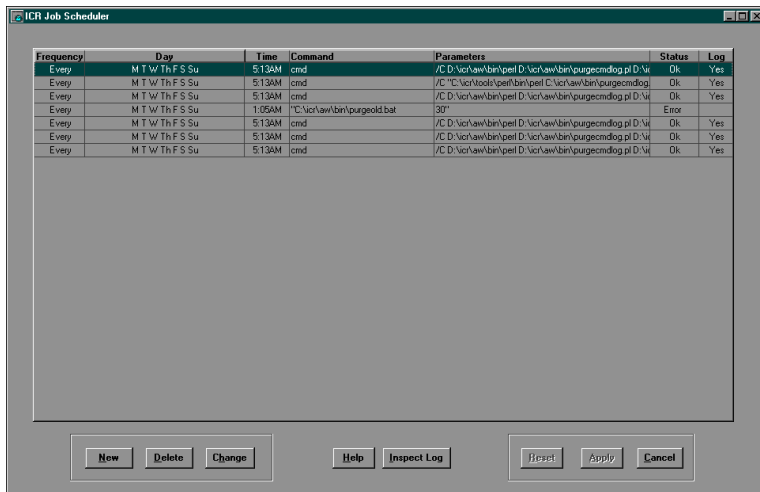 ICR Job Scheduler
Frequency Day Time Command Parameters Status Log
Every M T W Th F S Su 5:13AM cmd /C D:\icr\aw\bin\perl D:\icr\aw\bin\purgecmdlog.pl D:\ic Ok Yes
Every M T W Th F S Su 5:13AM cmd /C "C:\icr\tools\perl\bin\perl C:\icr\aw\bin\purgecmdlog. Ok Yes
Every M T W Th F S Su 5:13AM cmd /C D:\icr\aw\bin\perl D:\icr\aw\bin\purgecmdlog.pl D:\ic Ok Yes
Every M T W Th F S Su 1:05AM "C:\icr\aw\bin\purgeold.bat 30" Error
Every M T W Th F S Su 5:13AM cmd /C D:\icr\aw\bin\perl D:\icr\aw\bin\purgecmdlog.pl D:\ic Ok Yes
Every M T W Th F S Su 5:13AM cmd /C D:\icr\aw\bin\perl D:\icr\aw\bin\purgecmdlog.pl D:\ic Ok Yes
Every M T W Th F S Su 5:13AM cmd /C D:\icr\aw\bin\perl D:\icr\aw\bin\purgecmdlog.pl D:\ic Ok Yes
New Delete Change Help Inspect Log Reset Apply Cancel